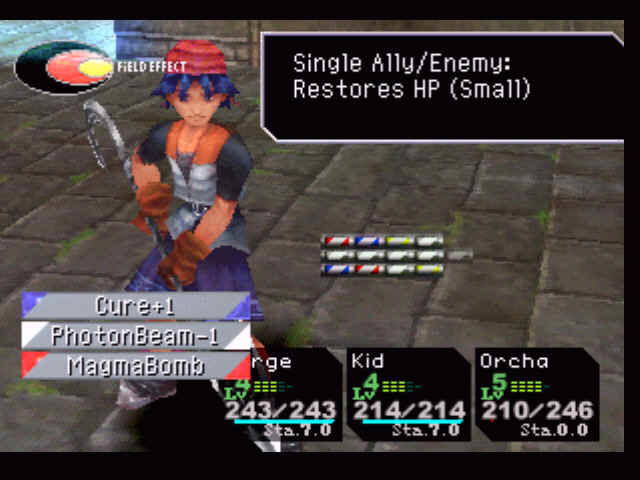 FiELD EFFECT
Single Ally/Enemy:
Restores HP (Small)
Cure+1
PhotonBeam-1
MagmaBomb
rge Kid Orcha
4 4 5
Lv Lv Lv
243/243 214/214 210/246
Sta.7.0 Sta.7.0 Sta.0.0